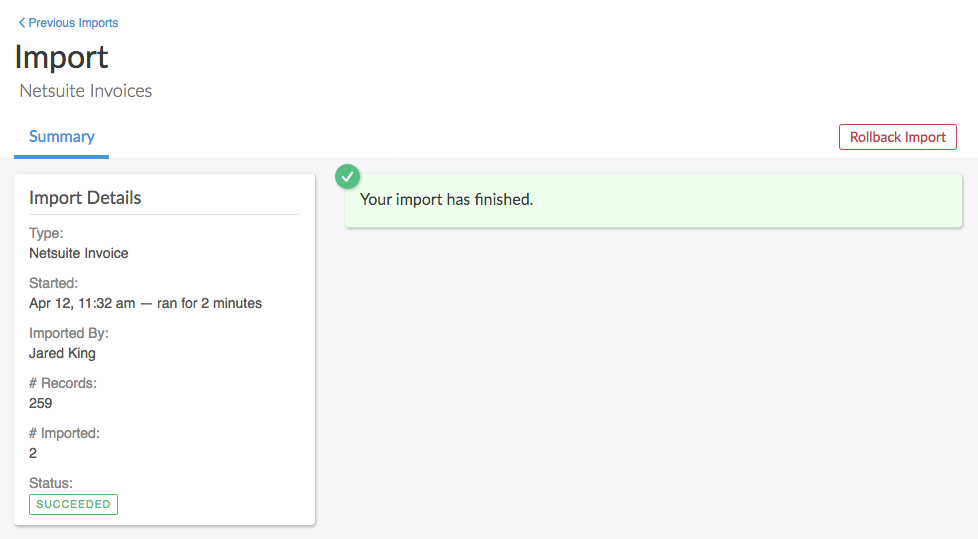 Previous Imports
Import
Netsuite Invoices
Summary
Rollback Import
Import Details
Type:
Netsuite Invoice
Started:
Apr 12, 11:32 am — ran for 2 minutes
Imported By:
Jared King
# Records:
259
# Imported:
2
Status:
SUCCEEDED
Your import has finished.